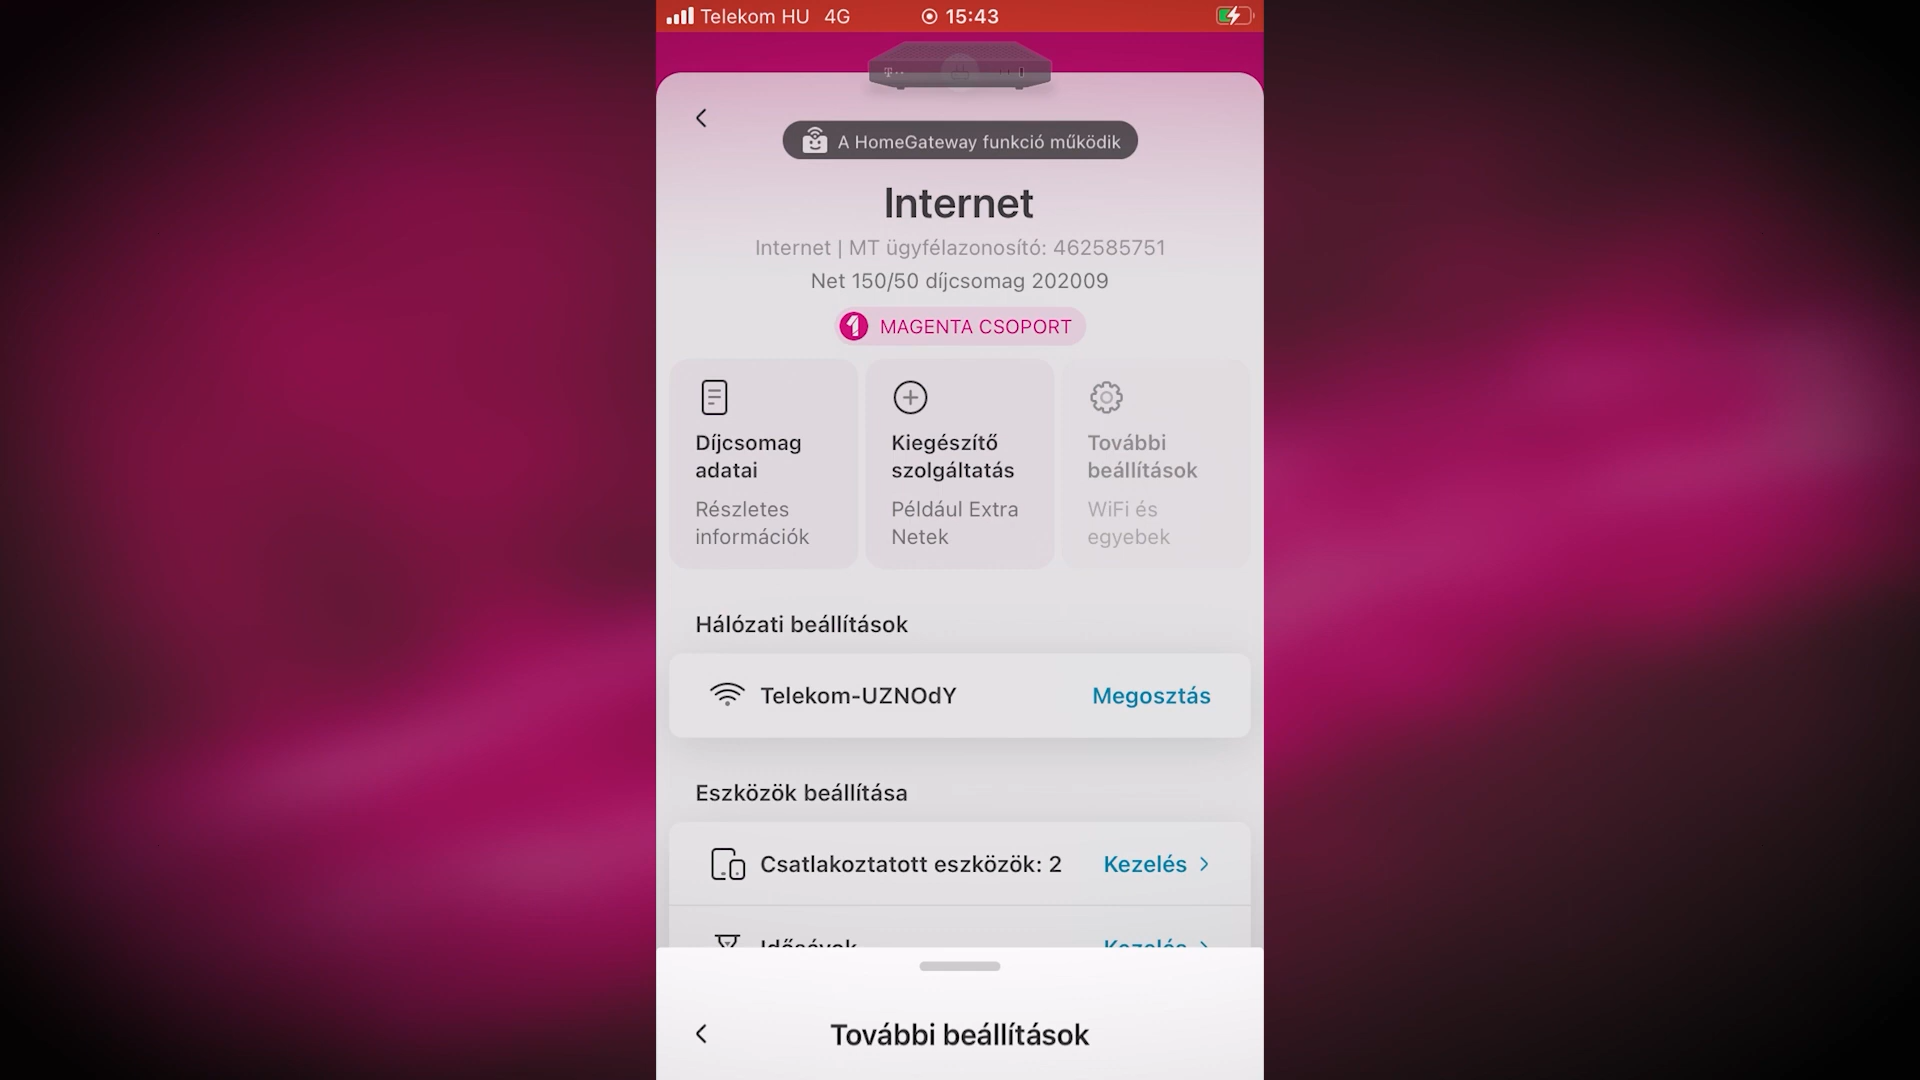 Telekom HU 4G 15:43
A HomeGateway funkció működik
Internet
Internet | MT ügyfélazonosító: 462585751
Net 150/50 díjcsomag 202009
MAGENTA CSOPORT
Díjcsomag
adatai
Részletes
információk
Kiegészítő
szolgáltatás
Például Extra
Netek
További
beállítások
WiFi és
egyebek
Hálózati beállítások
Telekom-UZNOdY Megosztás
Eszközök beállítása
Csatlakoztatott eszközök: 2 Kezelés
Idősávok Kezelés
További beállítások